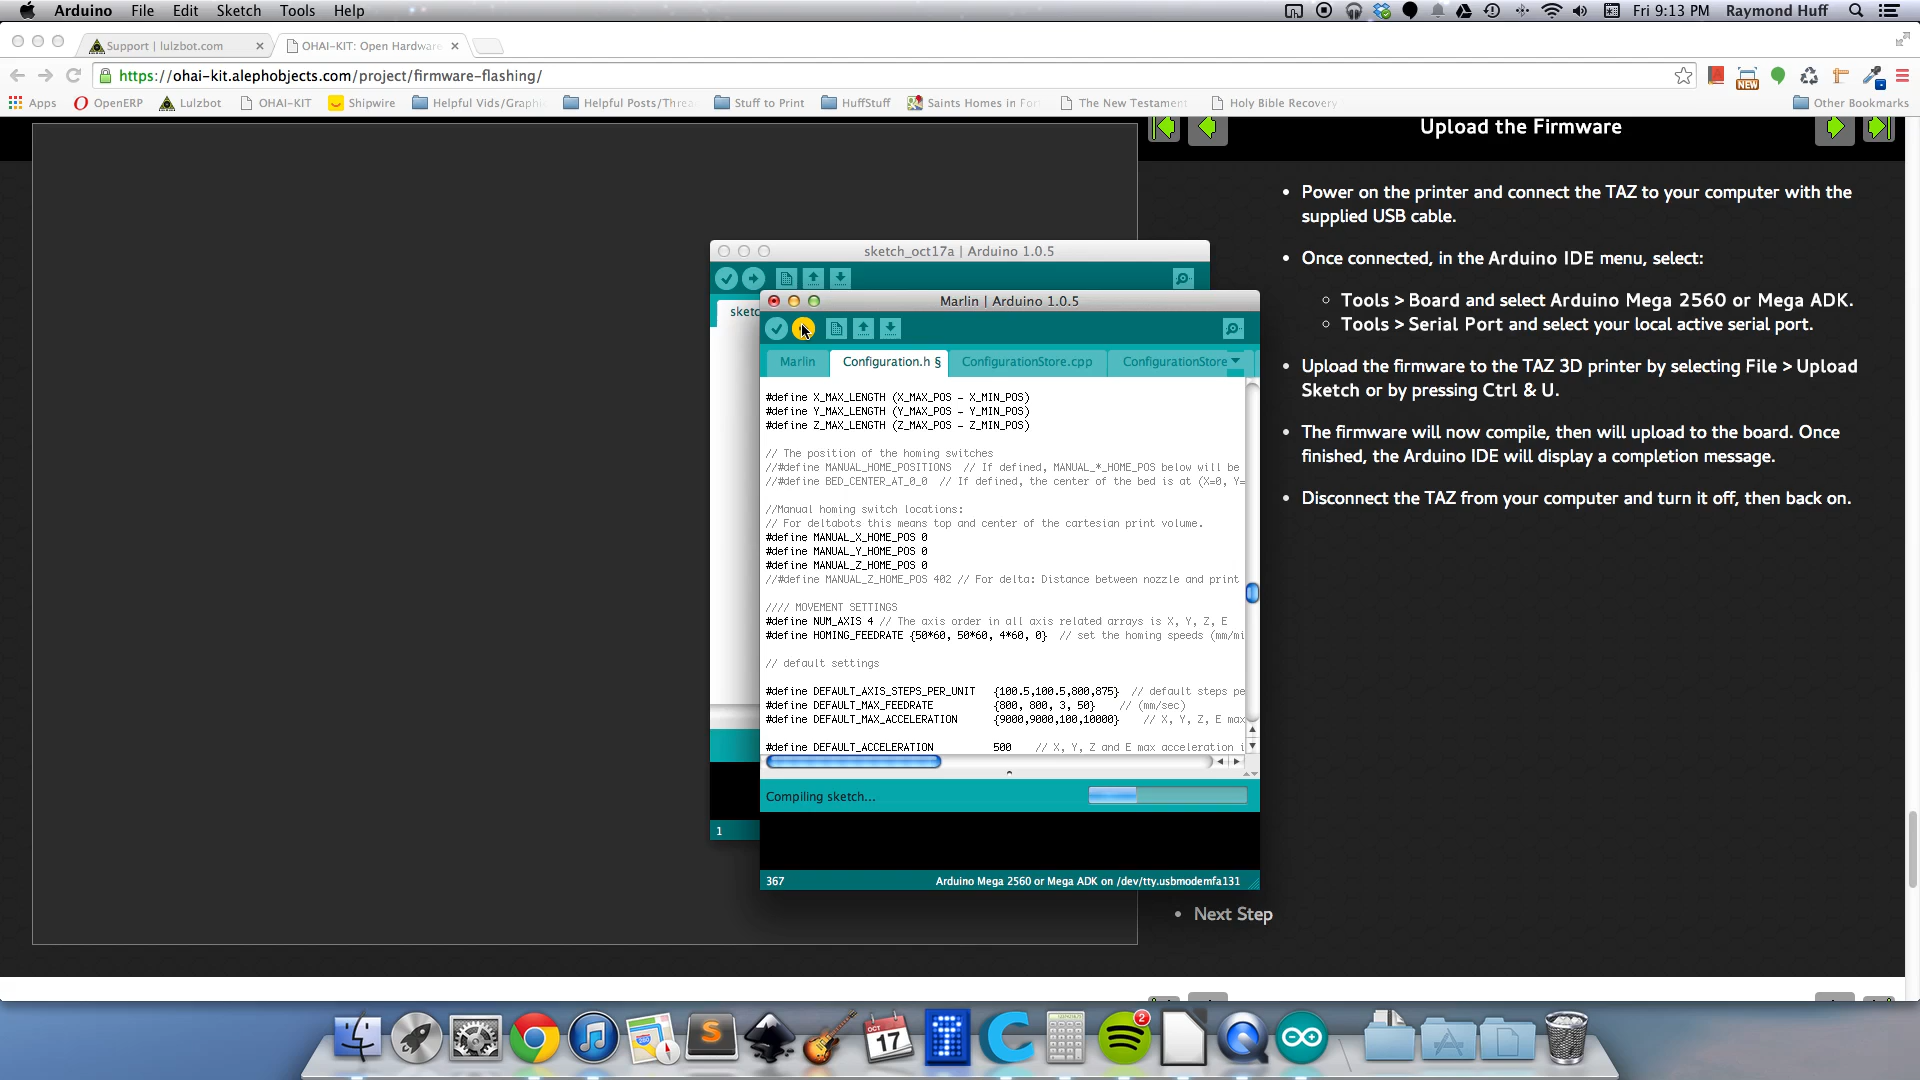 Arduino File Edit Sketch Tools Help
Fri 9:13 PM Raymond Huff
Support | lulzbot.com
OHAI-KIT: Open Hardware
https://ohai-kit.alephobjects.com/project/firmware-flashing/
NEW
Apps OpenERP Lulzbot OHAI-KIT Shipwire Helpful Vids/Graphi Helpful Posts/Thre Stuff to Print HuffStuff Saints Homes in For The New Testament Holy Bible Recovery Other Bookmarks
Upload the Firmware
• Power on the printer and connect the TAZ to your computer with the
supplied USB cable.
• Once connected, in the Arduino IDE menu, select:
Tools > Board and select Arduino Mega 2560 or Mega ADK.
Tools > Serial Port and select your local active serial port.
• Upload the firmware to the TAZ 3D printer by selecting File > Upload
Sketch or by pressing Ctrl & U.
• The firmware will now compile, then will upload to the board. Once
finished, the Arduino IDE will display a completion message.
• Disconnect the TAZ from your computer and turn it off, then back on.
• Next Step
sketch_oct17a | Arduino 1.0.5
sketc
1
Marlin | Arduino 1.0.5
Marlin Configuration.h § ConfigurationStore.cpp ConfigurationStore
#define X_MAX_LENGTH (X_MAX_POS - X_MIN_POS)
#define Y_MAX_LENGTH (Y_MAX_POS - Y_MIN_POS)
#define Z_MAX_LENGTH (Z_MAX_POS - Z_MIN_POS)
// The position of the homing switches
//#define MANUAL_HOME_POSITIONS // If defined, MANUAL_*_HOME_POS below will be
//#define BED_CENTER_AT_0_0 // If defined, the center of the bed is at (X=0, Y=
//Manual homing switch locations:
// For deltabots this means top and center of the cartesian print volume.
#define MANUAL_X_HOME_POS 0
#define MANUAL_Y_HOME_POS 0
#define MANUAL_Z_HOME_POS 0
//#define MANUAL_Z_HOME_POS 402 // For delta: Distance between nozzle and print
//// MOVEMENT SETTINGS
#define NUM_AXIS 4 // The axis order in all axis related arrays is X, Y, Z, E
#define HOMING_FEEDRATE {50*60, 50*60, 4*60, 0} // set the homing speeds (mm/mi
// default settings
#define DEFAULT_AXIS_STEPS_PER_UNIT {100.5,100.5,800,875} // default steps pe
#define DEFAULT_MAX_FEEDRATE {800, 800, 3, 50} // (mm/sec)
#define DEFAULT_MAX_ACCELERATION {9000,9000,100,10000} // X, Y, Z, E max
#define DEFAULT_ACCELERATION 500 // X, Y, Z and E max acceleration i
Compiling sketch...
367 Arduino Mega 2560 or Mega ADK on /dev/tty.usbmodemfa131
OCT
17
2